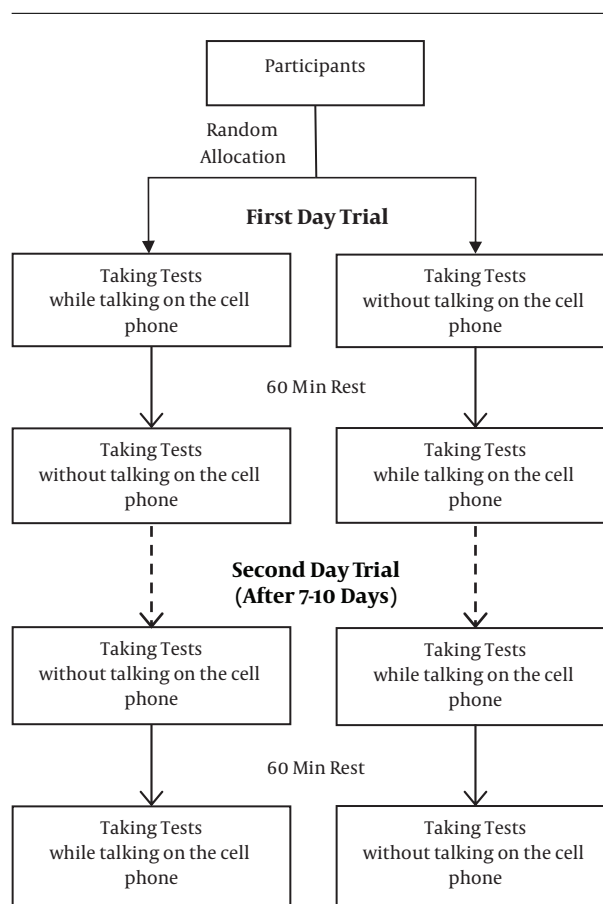 Participants
Random
Allocation
First Day Trial
Taking Tests
while talking on the cell
phone
Taking Tests
without talking on the cell
phone
60 Min Rest
Taking Tests
without talking on the cell
phone
Taking Tests
while talking on the cell
phone
Second Day Trial
(After 7-10 Days)
Taking Tests
without talking on the cell
phone
Taking Tests
while talking on the cell
phone
60 Min Rest
Taking Tests
while talking on the cell
phone
Taking Tests
without talking on the cell
phone